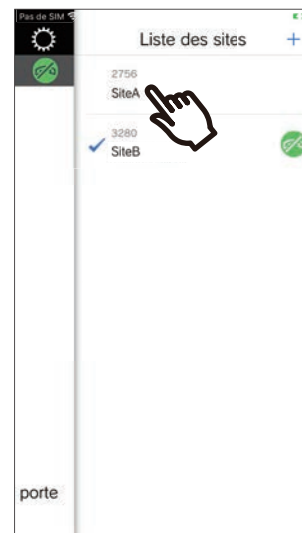 Pas de SIM
Liste des sites +
2756
SiteA
3280
SiteB
porte